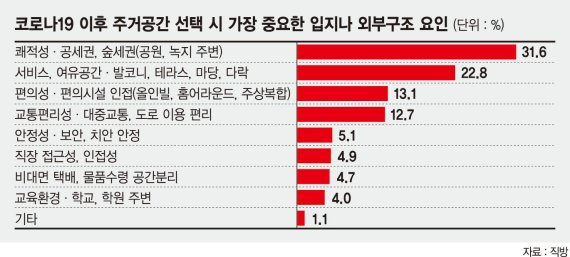 코로나19 이후 주거공간 선택 시 가장 중요한 입지나 외부구조 요인 (단위 : %)
쾌적성 · 공세권, 숲세권(공원, 녹지 주변) 31.6
서비스, 여유공간 · 발코니, 테라스, 마당, 다락 22.8
편의성 · 편의시설 인접(올인빌, 홈어라운드, 주상복합) 13.1
교통편리성 · 대중교통, 도로 이용 편리 12.7
안정성 · 보안, 치안 안정 5.1
직장 접근성, 인접성 4.9
비대면 택배, 물품수령 공간분리 4.7
교육환경 · 학교, 학원 주변 4.0
기타 1.1
자료 : 직방